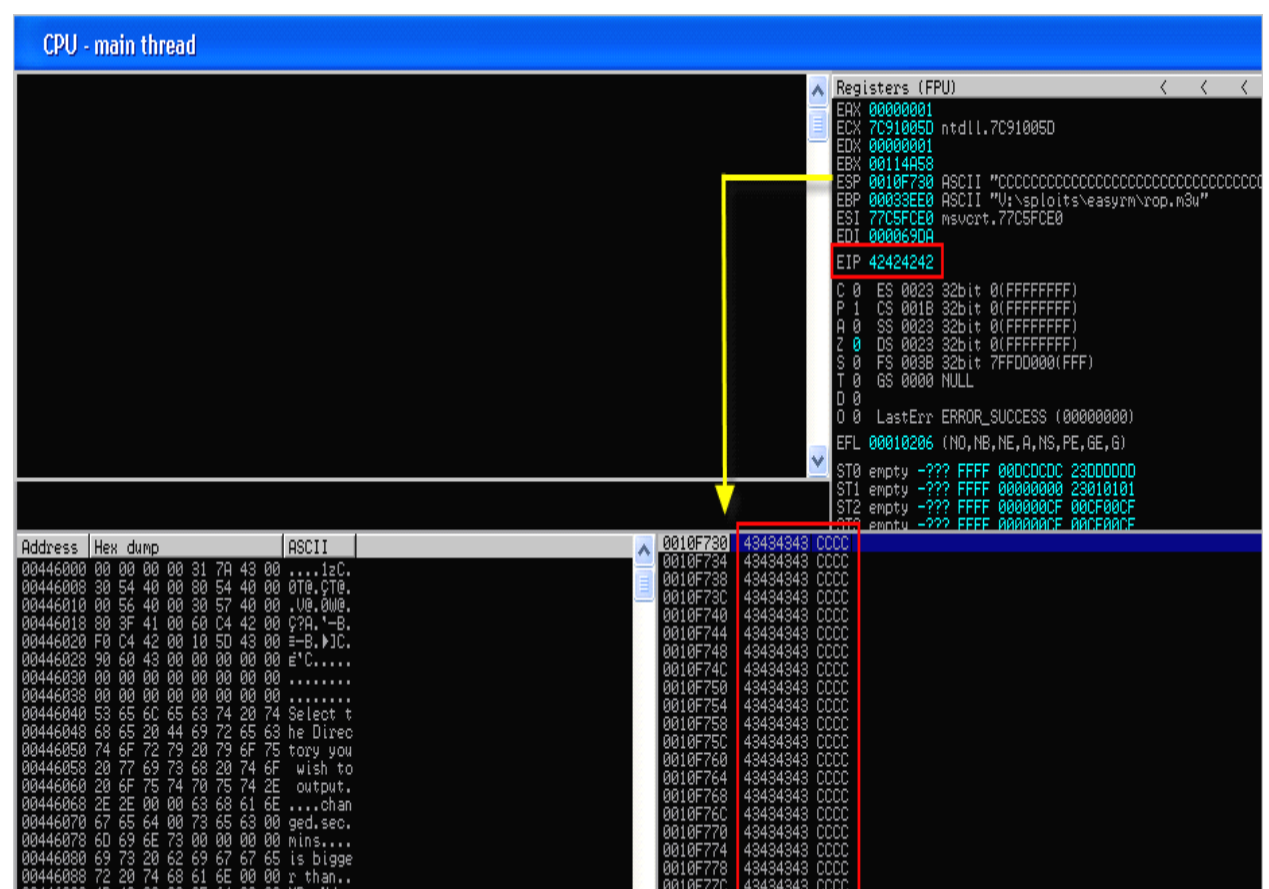 CPU - main thread
Registers (FPU) < < <
EAX 00000001
ECX 7C91005D ntdll.7C91005D
EDX 00000001
EBX 00114A58
ESP 0010F730 ASCII "CCCCCCCCCCCCCCCCCCCCCCCCCCCCCCCCC
EBP 00033EE0 ASCII "V:\sploits\easyrm\rop.m3u"
ESI 77C5FCE0 msvcrt.77C5FCE0
EDI 000069DA
EIP 42424242
C 0 ES 0023 32bit 0(FFFFFFFF)
P 1 CS 001B 32bit 0(FFFFFFFF)
A 0 SS 0023 32bit 0(FFFFFFFF)
Z 0 DS 0023 32bit 0(FFFFFFFF)
S 0 FS 003B 32bit 7FFDD000(FFF)
T 0 GS 0000 NULL
D 0
O 0 LastErr ERROR_SUCCESS (00000000)
EFL 00010206 (NO,NB,NE,A,NS,PE,GE,G)
ST0 empty -??? FFFF 00DCDCDC 23DDDDDD
ST1 empty -??? FFFF 00000000 23010101
ST2 empty -??? FFFF 000000CF 00CF00CF
empty -??? FFFF 000000CF 00CF00CF
Address Hex dump ASCII
00446000 00 00 00 00 31 7A 43 00 ....1zC.
00446008 30 54 40 00 80 54 40 00 0T@.ÇT@.
00446010 00 56 40 00 30 57 40 00 .V@.0W@.
00446018 80 3F 41 00 60 C4 42 00 Ç?A.`─B.
00446020 F0 C4 42 00 10 5D 43 00 ≡─B.►]C.
00446028 90 60 43 00 00 00 00 00 É`C.....
00446030 00 00 00 00 00 00 00 00 ........
00446038 00 00 00 00 00 00 00 00 ........
00446040 53 65 6C 65 63 74 20 74 Select t
00446048 68 65 20 44 69 72 65 63 he Direc
00446050 74 6F 72 79 20 79 6F 75 tory you
00446058 20 77 69 73 68 20 74 6F wish to
00446060 20 6F 75 74 70 75 74 2E output.
00446068 2E 2E 00 00 63 68 61 6E ....chan
00446070 67 65 64 00 73 65 63 00 ged.sec.
00446078 6D 69 6E 73 00 00 00 00 mins....
00446080 69 73 20 62 69 67 67 65 is bigge
00446088 72 20 74 68 61 6E 00 00 r than..
0010F730 43434343 CCCC
0010F734 43434343 CCCC
0010F738 43434343 CCCC
0010F73C 43434343 CCCC
0010F740 43434343 CCCC
0010F744 43434343 CCCC
0010F748 43434343 CCCC
0010F74C 43434343 CCCC
0010F750 43434343 CCCC
0010F754 43434343 CCCC
0010F758 43434343 CCCC
0010F75C 43434343 CCCC
0010F760 43434343 CCCC
0010F764 43434343 CCCC
0010F768 43434343 CCCC
0010F76C 43434343 CCCC
0010F770 43434343 CCCC
0010F774 43434343 CCCC
0010F778 43434343 CCCC
0010F77C 43434343 CCCC